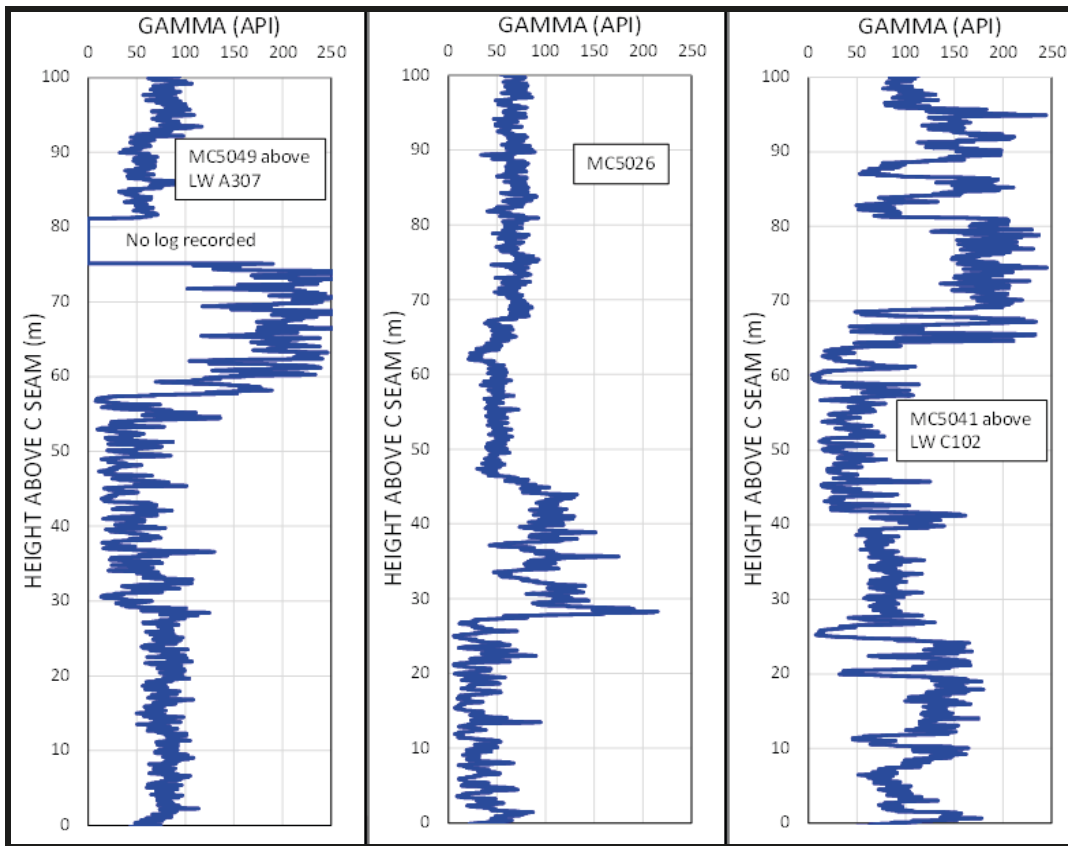 GAMMA (API)
0 50 100 150 200 250
HEIGHT ABOVE C SEAM (m)
100
90
80
70
60
50
40
30
20
10
0
MC5049 above
LW A307
No log recorded
GAMMA (API)
0 50 100 150 200 250
HEIGHT ABOVE C SEAM (m)
100
90
80
70
60
50
40
30
20
10
0
MC5026
GAMMA (API)
0 50 100 150 200 250
HEIGHT ABOVE C SEAM (m)
100
90
80
70
60
50
40
30
20
10
0
MC5041 above
LW C102